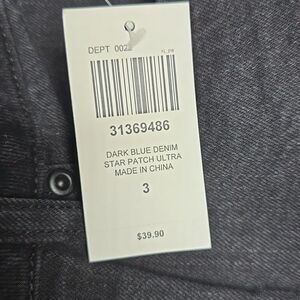 DEPT 002
31369486
DARK BLUE DENIM
STAR PATCH ULTRA
MADE IN CHINA
3
$39.90